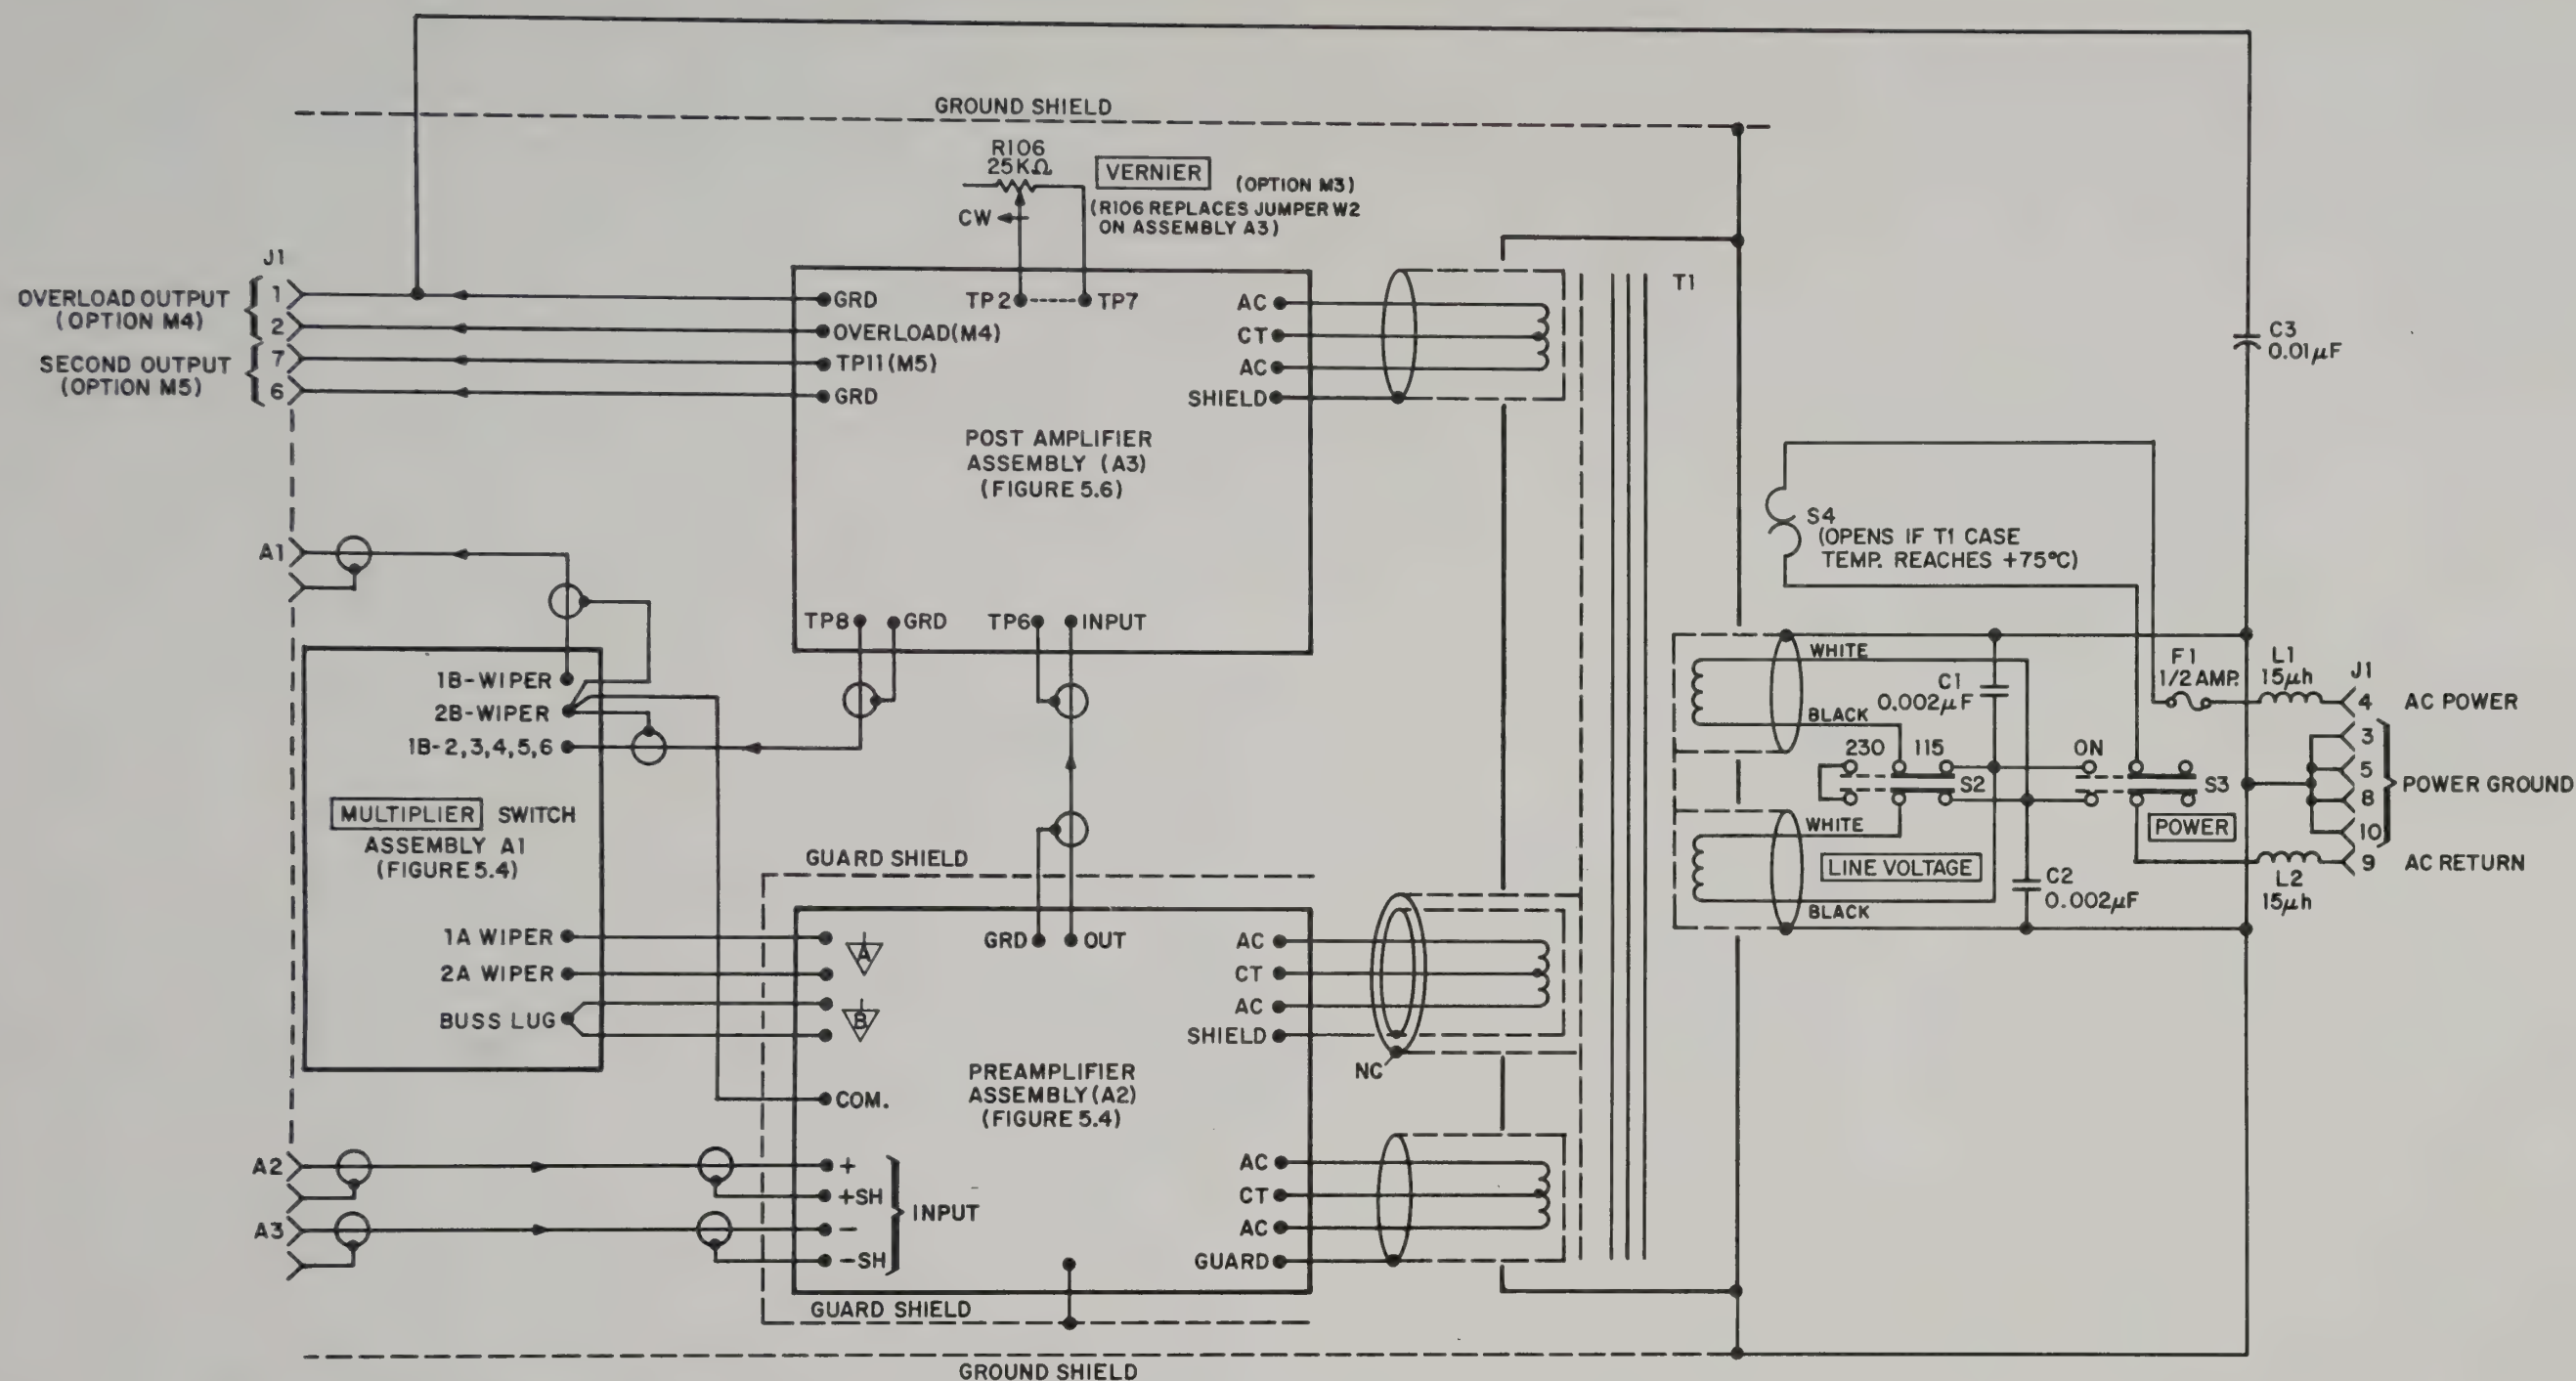 GROUND SHIELD
R106
25KΩ
VERNIER
(OPTION M3)
(R106 REPLACES JUMPER W2
ON ASSEMBLY A3)
CW
J1
OVERLOAD OUTPUT
(OPTION M4)
1
2
SECOND OUTPUT
(OPTION M5)
7
6
GRD
OVERLOAD(M4)
TP11(M5)
GRD
TP2
TP7
AC
CT
AC
SHIELD
POST AMPLIFIER
ASSEMBLY (A3)
(FIGURE 5.6)
TP8
GRD
TP6
INPUT
T1
C3
0.01μF
S4
(OPENS IF T1 CASE
TEMP. REACHES +75°C)
A1
1B-WIPER
2B-WIPER
1B-2,3,4,5,6
MULTIPLIER SWITCH
ASSEMBLY A1
(FIGURE 5.4)
1A WIPER
2A WIPER
BUSS LUG
WHITE
BLACK
C1
0.002μF
230
115
S2
ON
S3
POWER
WHITE
BLACK
LINE VOLTAGE
C2
0.002μF
F1
1/2 AMP.
L1
15μh
J1
4
AC POWER
3
5
8
10
POWER GROUND
9
AC RETURN
L2
15μh
GUARD SHIELD
GRD
OUT
A
B
COM.
PREAMPLIFIER
ASSEMBLY(A2)
(FIGURE 5.4)
AC
CT
AC
SHIELD
NC
AC
CT
AC
GUARD
A2
A3
+
+SH
-
-SH
INPUT
GUARD SHIELD
GROUND SHIELD